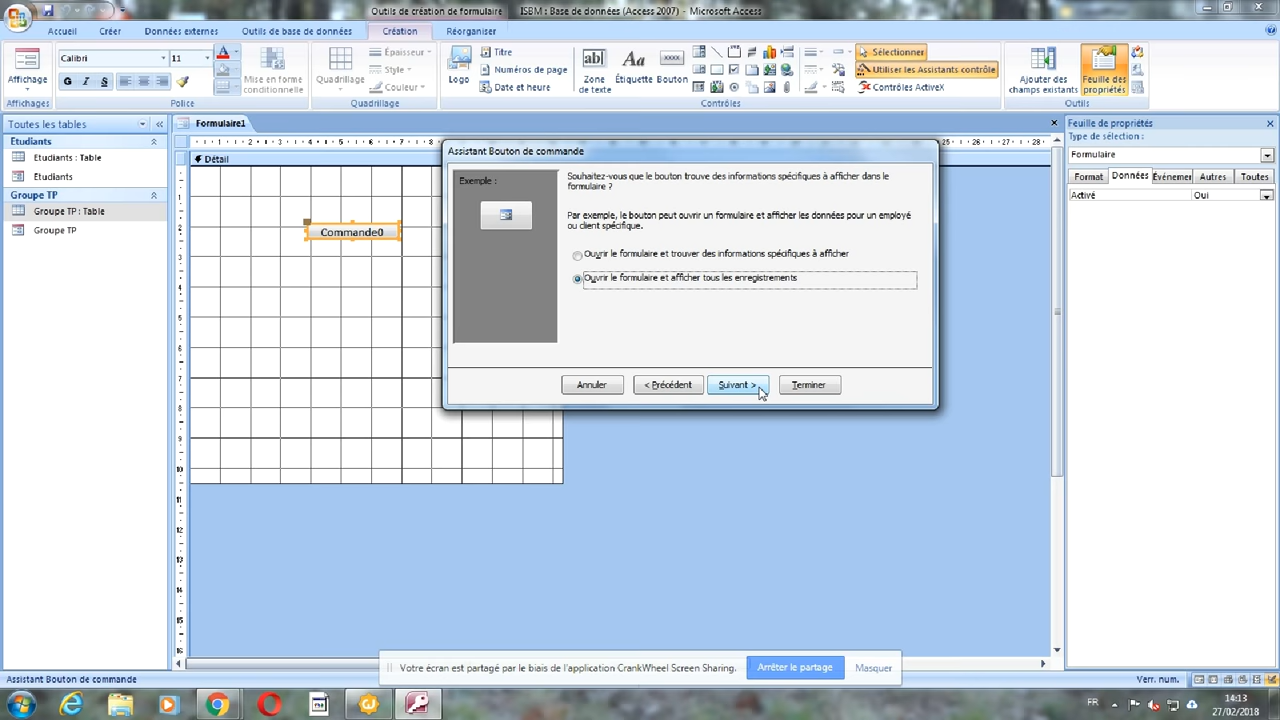 Outils de création de formulaire ISBM : Base de données (Access 2007) - Microsoft Access
Accueil Créer Données externes Outils de base de données Création Réorganiser
Affichage
Affichages
Calibri 11
G I S
Mise en forme conditionnelle
Police
Quadrillage
Épaisseur
Style
Couleur
Quadrillage
Logo
Titre
Numéros de page
Date et heure
ab|
Zone de texte
Aa
Étiquette
xxxx
Bouton
Sélectionner
Utiliser les Assistants contrôle
Contrôles ActiveX
Contrôles
Ajouter des champs existants
Feuille des propriétés
Outils
Toutes les tables
Etudiants
Etudiants : Table
Etudiants
Groupe TP
Groupe TP : Table
Groupe TP
Formulaire1
Détail
Commande0
Assistant Bouton de commande
Exemple :
Souhaitez-vous que le bouton trouve des informations spécifiques à afficher dans le
formulaire ?
Par exemple, le bouton peut ouvrir un formulaire et afficher les données pour un employé
ou client spécifique.
Ouvrir le formulaire et trouver des informations spécifiques à afficher
Ouvrir le formulaire et afficher tous les enregistrements
Annuler < Précédent Suivant > Terminer
Feuille de propriétés
Type de sélection :
Formulaire
Format Données Événement Autres Toutes
Activé Oui
Votre écran est partagé par le biais de l'application CrankWheel Screen Sharing. Arrêter le partage Masquer
Assistant Bouton de commande Verr. num.
FR 14:13
27/02/2018